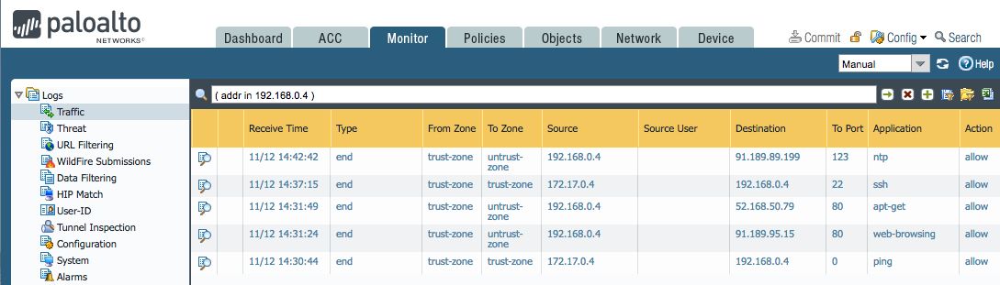 paloalto
NETWORKS®
Dashboard ACC Monitor Policies Objects Network Device Commit Config Search
Manual Help
Logs
( addr in 192.168.0.4 )
Traffic
Threat
URL Filtering
WildFire Submissions
Data Filtering
HIP Match
User-ID
Tunnel Inspection
Configuration
System
Alarms
Receive Time Type From Zone To Zone Source Source User Destination To Port Application Action
11/12 14:42:42 end trust-zone untrust-zone 192.168.0.4 91.189.89.199 123 ntp allow
11/12 14:37:15 end trust-zone trust-zone 172.17.0.4 192.168.0.4 22 ssh allow
11/12 14:31:49 end trust-zone untrust-zone 192.168.0.4 52.168.50.79 80 apt-get allow
11/12 14:31:24 end trust-zone untrust-zone 192.168.0.4 91.189.95.15 80 web-browsing allow
11/12 14:30:44 end trust-zone trust-zone 172.17.0.4 192.168.0.4 0 ping allow